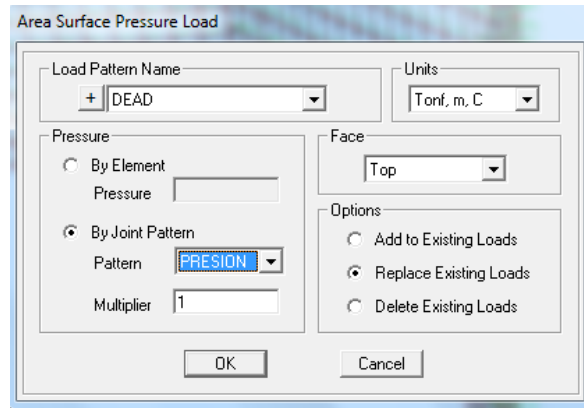 Area Surface Pressure Load
Load Pattern Name
+ DEAD
Units
Tonf, m, C
Pressure
By Element
Pressure
By Joint Pattern
Pattern PRESION
Multiplier 1
Face
Top
Options
Add to Existing Loads
Replace Existing Loads
Delete Existing Loads
OK
Cancel